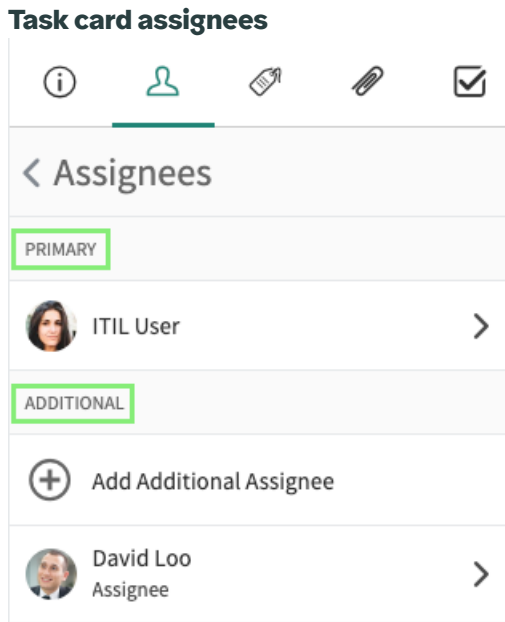 Task card assignees
Assignees
PRIMARY
ITIL User
ADDITIONAL
Add Additional Assignee
David Loo
Assignee